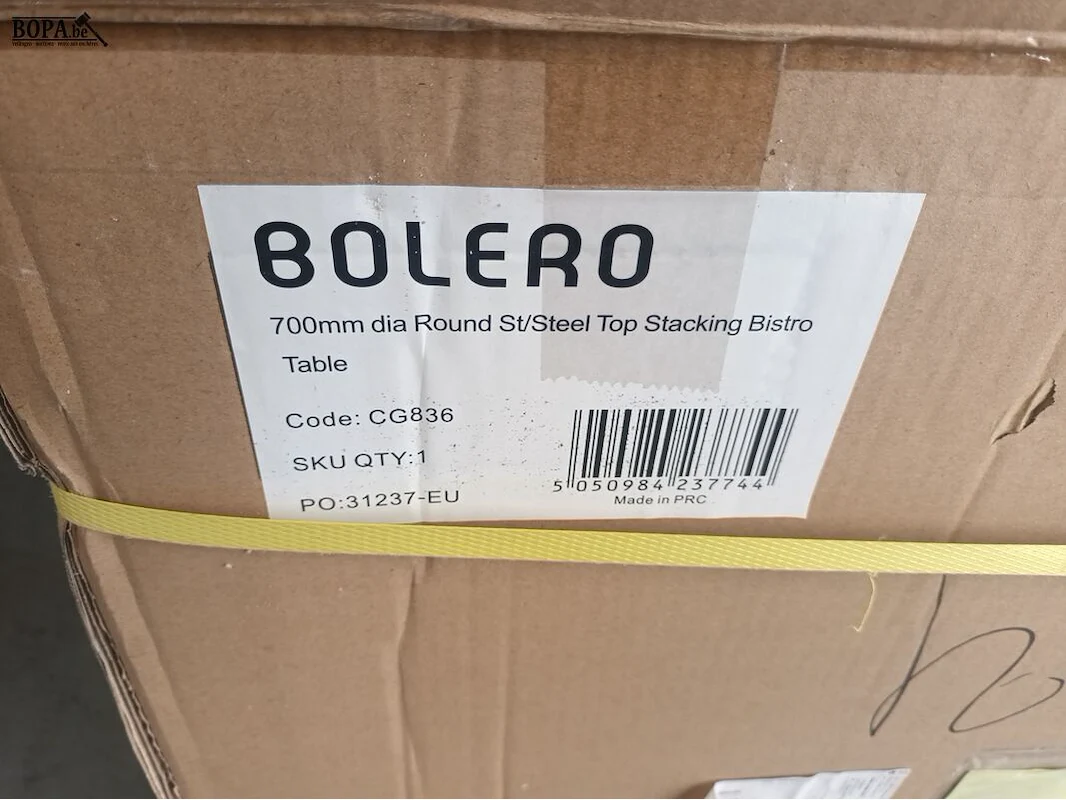 BOPA.be
BOLERO
700mm dia Round St/Steel Top Stacking Bistro
Table
Code: CG836
SKU QTY:1
PO:31237-EU
5 050984 237744
Made in PRC